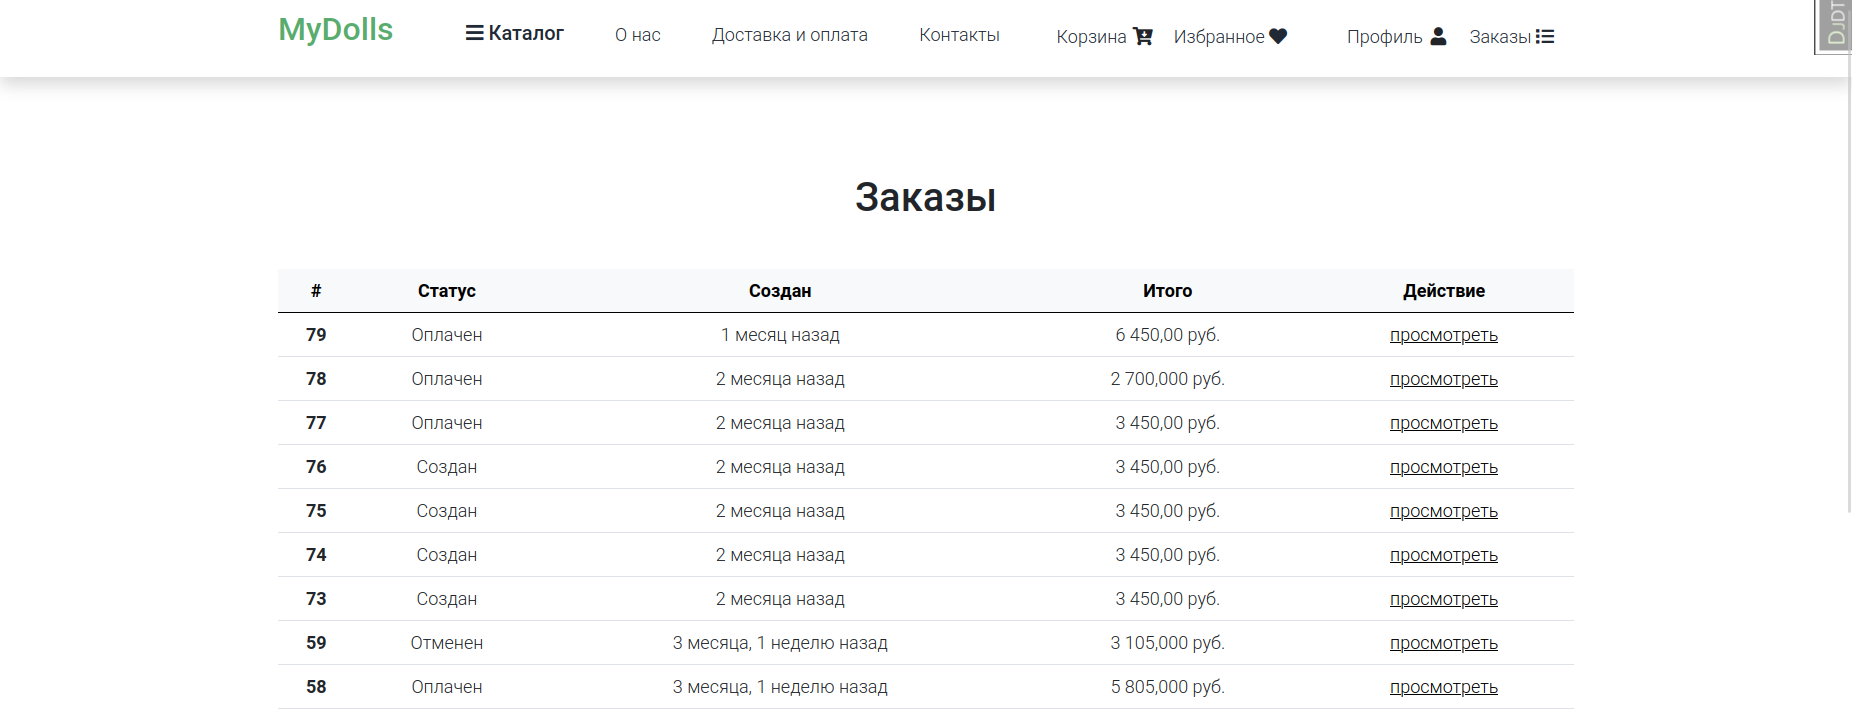 MyDolls Каталог О нас Доставка и оплата Контакты Корзина Избранное Профиль Заказы
DJDT
Заказы
# Статус Создан Итого Действие
79 Оплачен 1 месяц назад 6 450,00 руб. просмотреть
78 Оплачен 2 месяца назад 2 700,000 руб. просмотреть
77 Оплачен 2 месяца назад 3 450,00 руб. просмотреть
76 Создан 2 месяца назад 3 450,00 руб. просмотреть
75 Создан 2 месяца назад 3 450,00 руб. просмотреть
74 Создан 2 месяца назад 3 450,00 руб. просмотреть
73 Создан 2 месяца назад 3 450,00 руб. просмотреть
59 Отменен 3 месяца, 1 неделю назад 3 105,000 руб. просмотреть
58 Оплачен 3 месяца, 1 неделю назад 5 805,000 руб. просмотреть